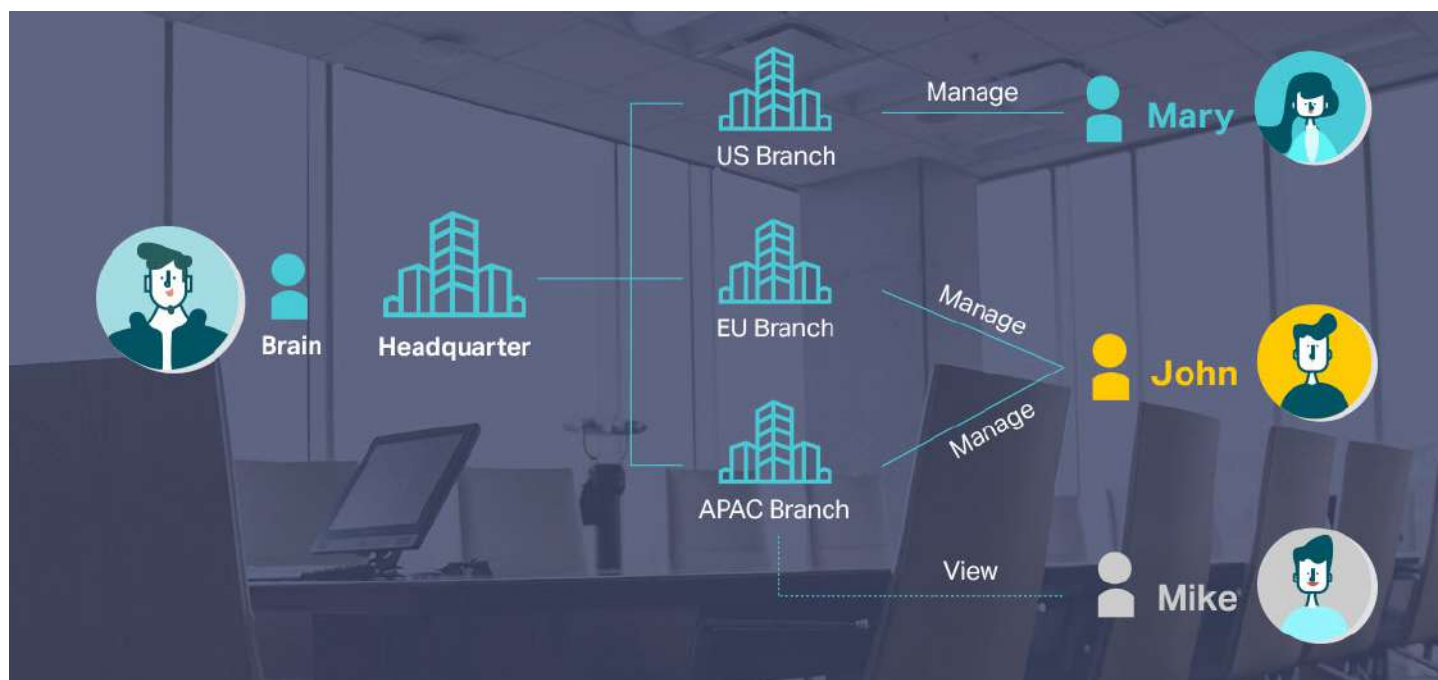 Brain
Headquarter
US Branch
Manage
Mary
EU Branch
Manage
John
Manage
APAC Branch
View
Mike